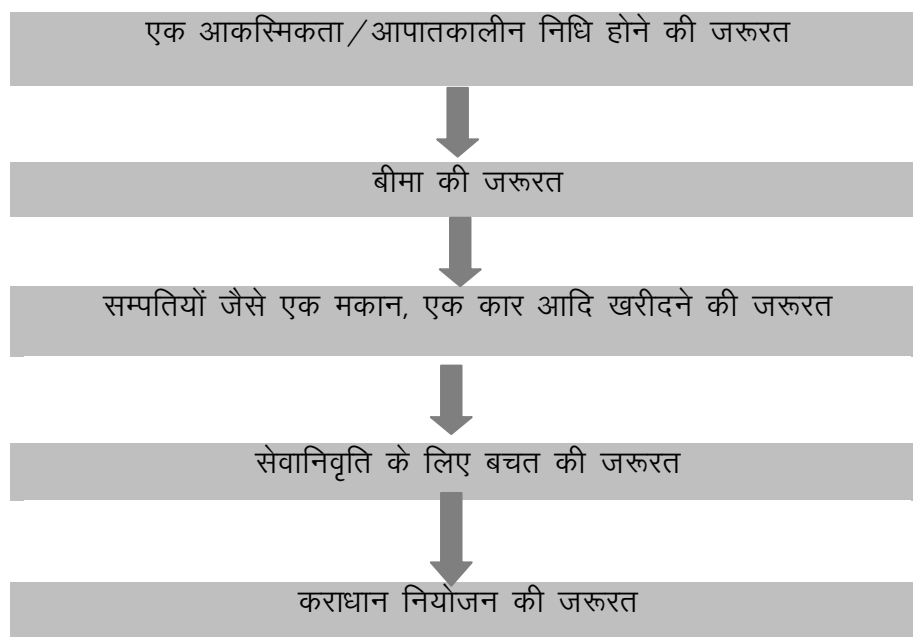 एक आकस्मिकता/आपातकालीन निधि होने की जरूरत
बीमा की जरूरत
सम्पतियों जैसे एक मकान, एक कार आदि खरीदने की जरूरत
सेवानिवृति के लिए बचत की जरूरत
कराधान नियोजन की जरूरत